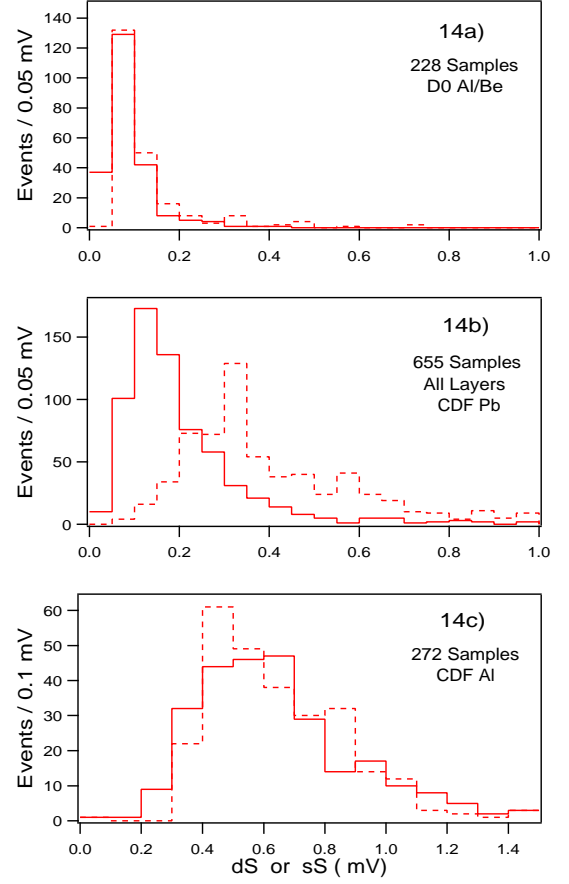 14a)
228 Samples
D0 Al/Be
Events / 0.05 mV
140
120
100
80
60
40
20
0
0.0 0.2 0.4 0.6 0.8 1.0
14b)
655 Samples
All Layers
CDF Pb
Events / 0.05 mV
150
100
50
0
0.0 0.2 0.4 0.6 0.8 1.0
14c)
272 Samples
CDF Al
Events / 0.1 mV
60
50
40
30
20
10
0
0.0 0.2 0.4 0.6 0.8 1.0 1.2 1.4
dS or sS ( mV)